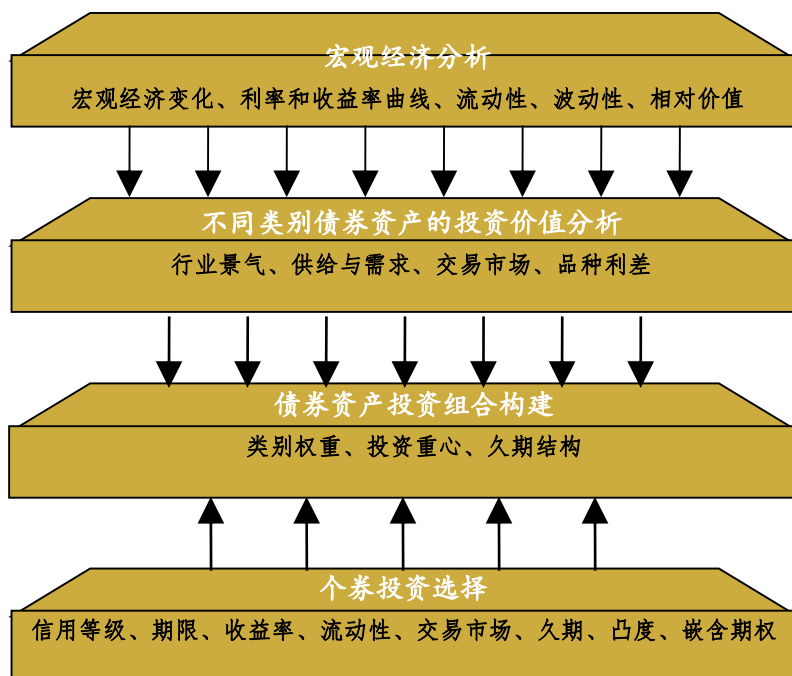 宏观经济分析
宏观经济变化、利率和收益率曲线、流动性、波动性、相对价值
不同类别债券资产的投资价值分析
行业景气、供给与需求、交易市场、品种利差
债券资产投资组合构建
类别权重、投资重心、久期结构
个券投资选择
信用等级、期限、收益率、流动性、交易市场、久期、凸度、嵌含期权